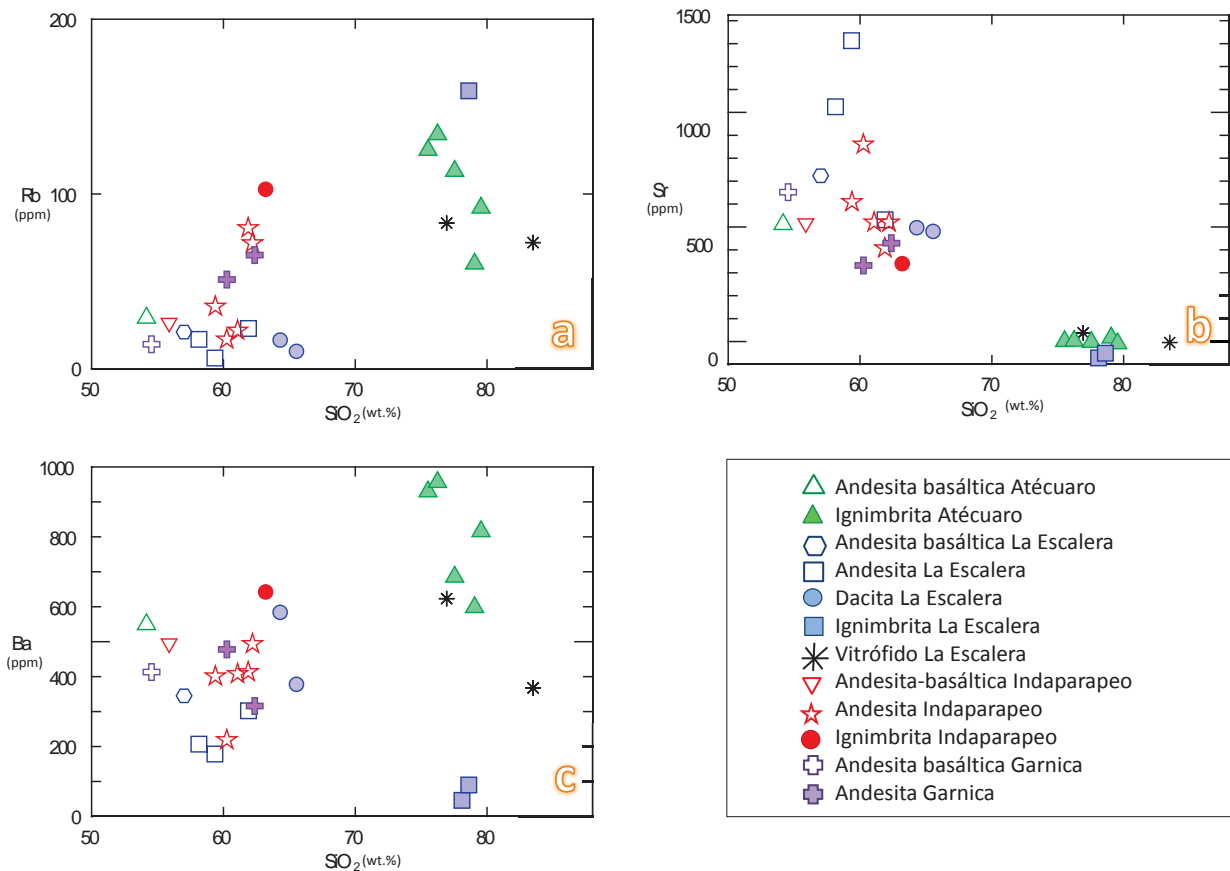 200
Rb
(ppm)
100
0
50
60
70
80
SiO2 (wt.%)
a
1500
1000
Sr
(ppm)
500
0
50
60
70
80
SiO2 (wt.%)
b
1000
800
600
Ba
(ppm)
400
200
0
50
60
70
80
SiO2 (wt.%)
c
Andesita basáltica Atécuaro
Ignimbrita Atécuaro
Andesita basáltica La Escalera
Andesita La Escalera
Dacita La Escalera
Ignimbrita La Escalera
Vitrófido La Escalera
Andesita-basáltica Indaparapeo
Andesita Indaparapeo
Ignimbrita Indaparapeo
Andesita basáltica Garnica
Andesita Garnica